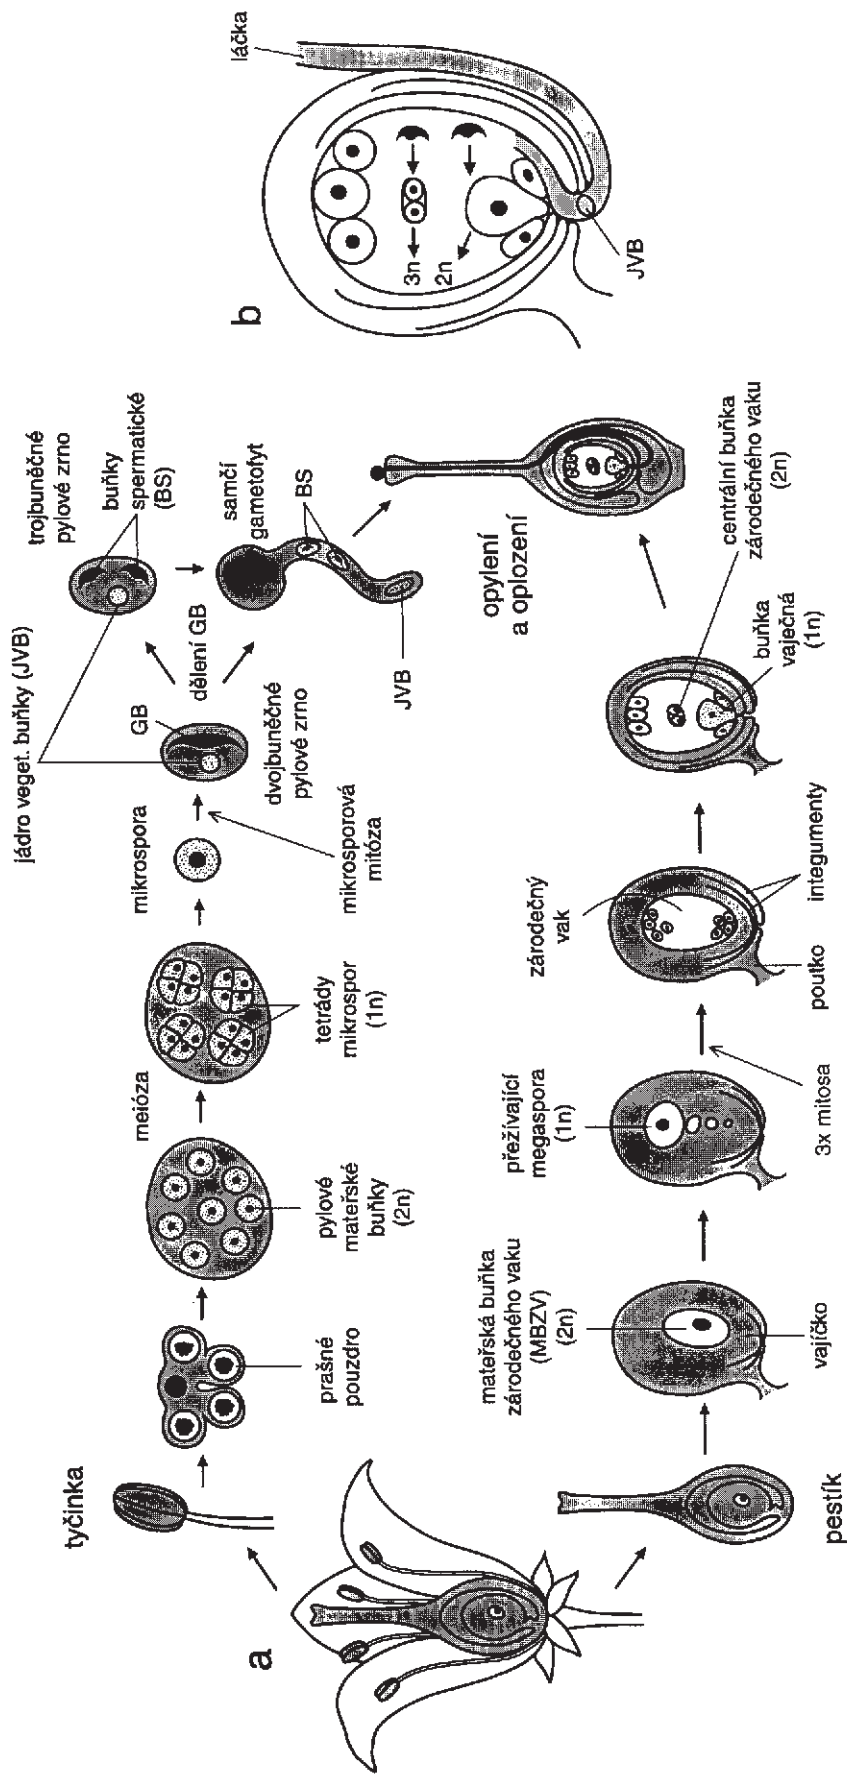 a
tyčinka
prašné
pouzdro
pylové
mateřské
buňky
(2n)
meióza
tetrády
mikrospor
(1n)
mikrospora
mikrosporová
mitóza
jádro veget. buňky (JVB)
GB
dvojbuněčné
pylové zrno
dělení GB
trojbuněčné
pylové zrno
buňky
spermatické
(BS)
samčí
gametofyt
BS
JVB
opylení
a oplození
pestík
mateřská buňka
zárodečného vaku
(MBZV)
(2n)
vajíčko
přežívající
megaspora
(1n)
3x mitosa
zárodečný
vak
poutko
integumenty
buňka
vaječná
(1n)
centrální buňka
zárodečného vaku
(2n)
b
láčka
3n
2n
JVB